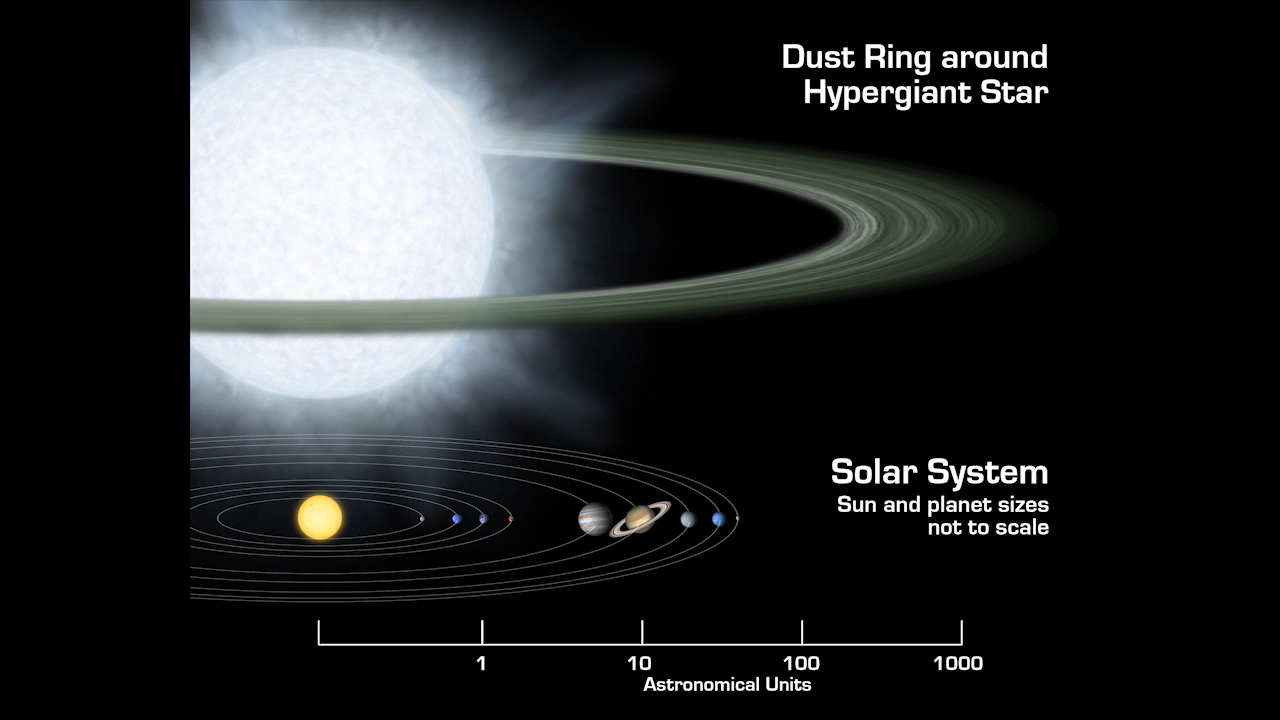 Dust Ring around
Hypergiant Star
Solar System
Sun and planet sizes
not to scale
1 10 100 1000
Astronomical Units